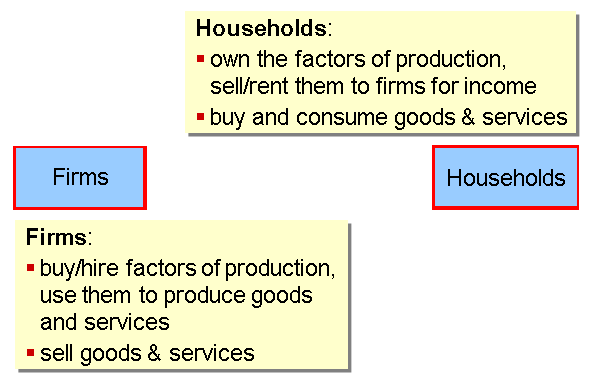 Households:
▪ own the factors of production,
sell/rent them to firms for income
▪ buy and consume goods & services
Firms
Households
Firms:
▪ buy/hire factors of production,
use them to produce goods
and services
▪ sell goods & services